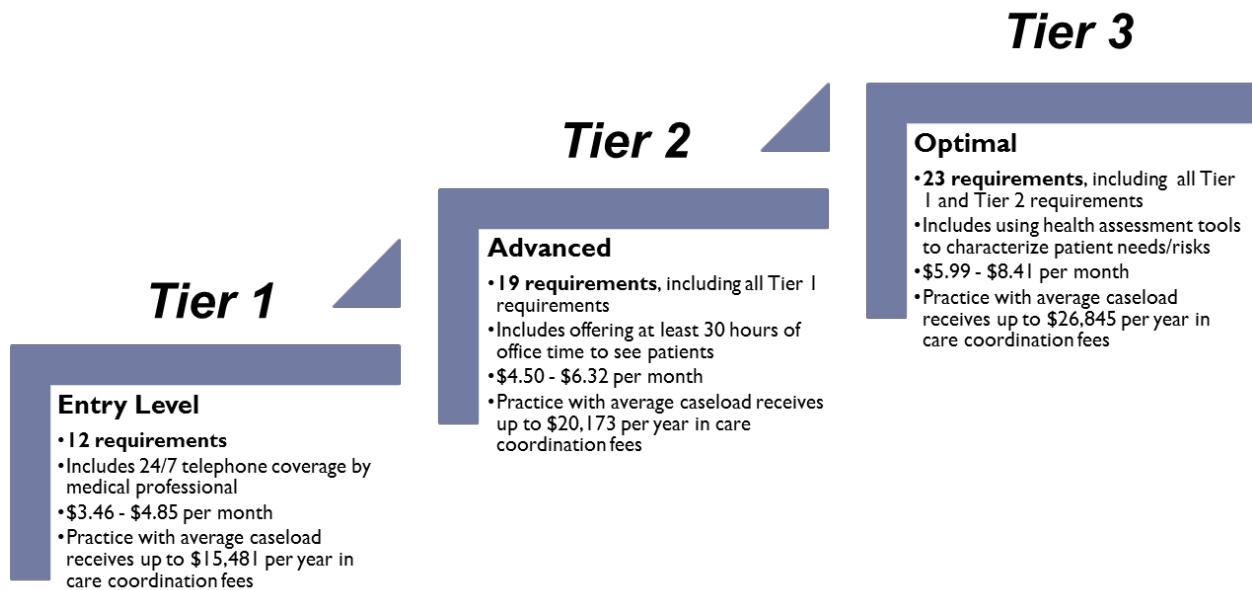 Tier 1
Entry Level
•12 requirements
•Includes 24/7 telephone coverage by
medical professional
•$3.46 - $4.85 per month
•Practice with average caseload
receives up to $15,481 per year in
care coordination fees
Tier 2
Advanced
•19 requirements, including all Tier 1
requirements
•Includes offering at least 30 hours of
office time to see patients
•$4.50 - $6.32 per month
•Practice with average caseload receives
up to $20,173 per year in care
coordination fees
Tier 3
Optimal
•23 requirements, including all Tier
1 and Tier 2 requirements
•Includes using health assessment tools
to characterize patient needs/risks
•$5.99 - $8.41 per month
•Practice with average caseload
receives up to $26,845 per year in
care coordination fees